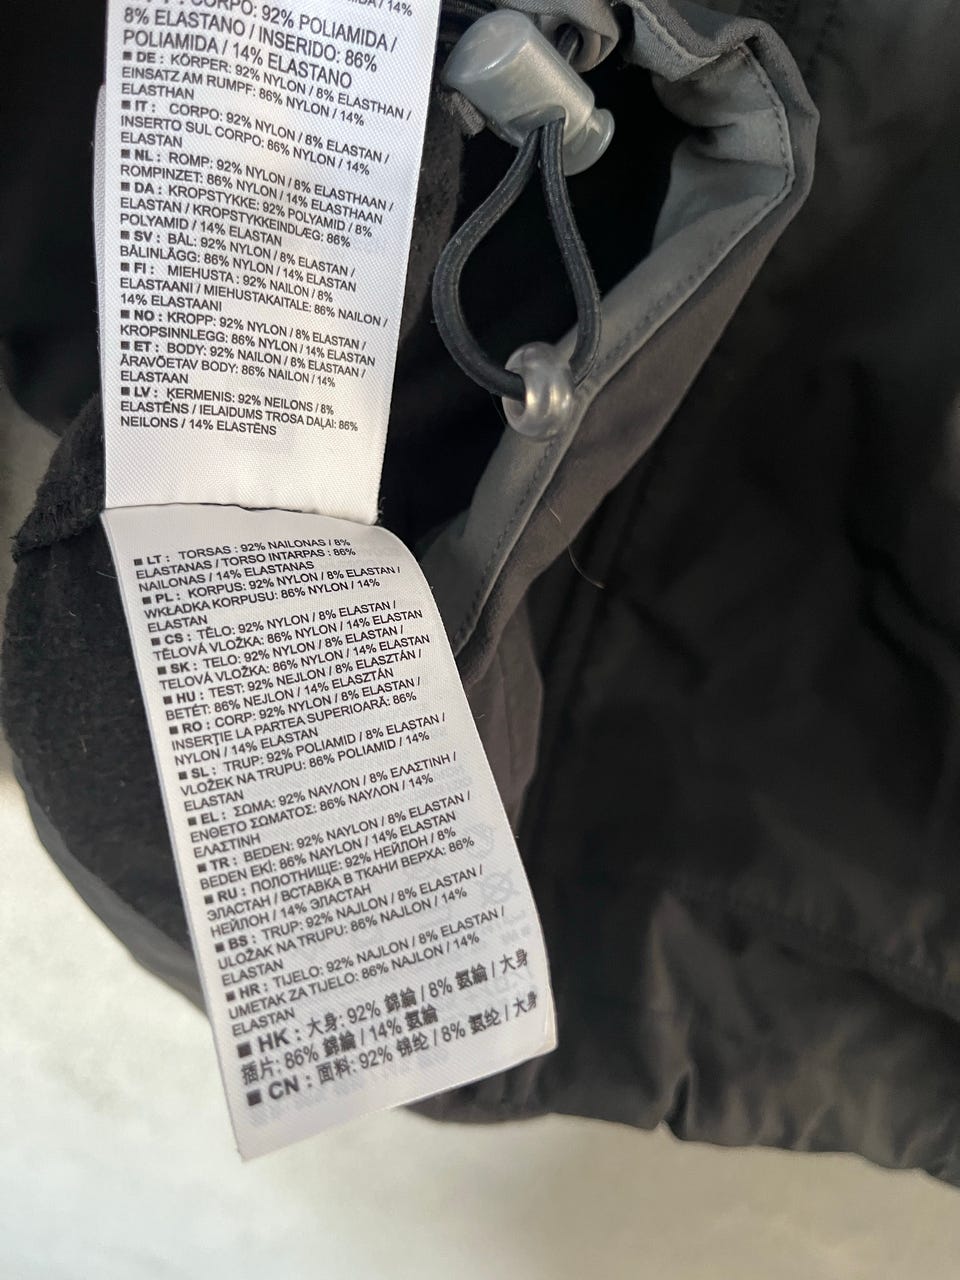 CORPO: 92% POLIAMIDA /
8% ELASTANO / INSERIDO: 86%
POLIAMIDA / 14% ELASTANO
■ DE : KÖRPER: 92% NYLON / 8% ELASTHAN /
EINSATZ AM RUMPF: 86% NYLON / 14%
ELASTHAN
■ IT : CORPO: 92% NYLON / 8% ELASTAN /
INSERTO SUL CORPO: 86% NYLON / 14%
ELASTAN
■ NL : ROMP: 92% NYLON / 8% ELASTHAAN /
ROMPINZET: 86% NYLON / 14% ELASTHAAN
■ DA : KROPSTYKKE: 92% POLYAMID / 8%
ELASTAN / KROPSTYKKEINDLÆG: 86%
POLYAMID / 14% ELASTAN
■ SV : BÅL: 92% NYLON / 8% ELASTAN /
BÅLINLÄGG: 86% NYLON / 14% ELASTAN
■ FI : MIEHUSTA : 92% NAILON / 8%
ELASTAANI / MIEHUSTAKAITALE: 86% NAILON /
14% ELASTAANI
■ NO : KROPP: 92% NYLON / 8% ELASTAN /
KROPSINNLEGG: 86% NYLON / 14% ELASTAN
■ ET : BODY: 92% NAILON / 8% ELASTAAN /
ÄRAVÕETAV BODY: 86% NAILON / 14%
ELASTAAN
■ LV : ĶERMENIS: 92% NEILONS / 8%
ELASTĒNS / IELAIDUMS TROSA DAĻAI: 86%
NEILONS / 14% ELASTĒNS
■ LT : TORSAS : 92% NAILONAS / 8%
ELASTANAS / TORSO INTARPAS : 86%
NAILONAS / 14% ELASTANAS
■ PL : KORPUS: 92% NYLON / 8% ELASTAN /
WKŁADKA KORPUSU: 86% NYLON / 14%
ELASTAN
■ CS : TĚLO: 92% NYLON / 8% ELASTAN /
TĚLOVÁ VLOŽKA: 86% NYLON / 14% ELASTAN
■ SK : TELO: 92% NYLON / 8% ELASTAN /
TELOVÁ VLOŽKA: 86% NYLON / 14% ELASTAN
■ HU : TEST: 92% NEJLON / 8% ELASZTÁN /
BETÉT: 86% NEJLON / 14% ELASZTÁN
■ RO : CORP: 92% NYLON / 8% ELASTAN /
INSERȚIE LA PARTEA SUPERIOARĂ: 86%
NYLON / 14% ELASTAN
■ SL : TRUP: 92% POLIAMID / 8% ELASTAN /
VLOŽEK NA TRUPU: 86% POLIAMID / 14%
ELASTAN
■ EL : ΣΩΜΑ: 92% ΝΑΥΛΟΝ / 8% ΕΛΑΣΤΙΝΗ /
ΕΝΘΕΤΟ ΣΩΜΑΤΟΣ: 86% ΝΑΥΛΟΝ / 14%
ΕΛΑΣΤΙΝΗ
■ TR : BEDEN: 92% NAYLON / 8% ELASTAN /
BEDEN EKİ: 86% NAYLON / 14% ELASTAN
■ RU : ПОЛОТНИЩЕ: 92% НЕЙЛОН / 8%
ЭЛАСТАН / ВСТАВКА В ТКАНИ ВЕРХА: 86%
НЕЙЛОН / 14% ЭЛАСТАН
■ BS : TRUP: 92% NAJLON / 8% ELASTAN /
ULOŽAK NA TRUPU: 86% NAJLON / 14%
ELASTAN
■ HR : TIJELO: 92% NAJLON / 8% ELASTAN /
UMETAK ZA TIJELO: 86% NAJLON / 14%
ELASTAN
■ HK : 大身: 92% 錦綸 / 8% 氨綸 / 大身
插片: 86% 錦綸 / 14% 氨綸
■ CN : 面料: 92% 锦纶 / 8% 氨纶 / 大身